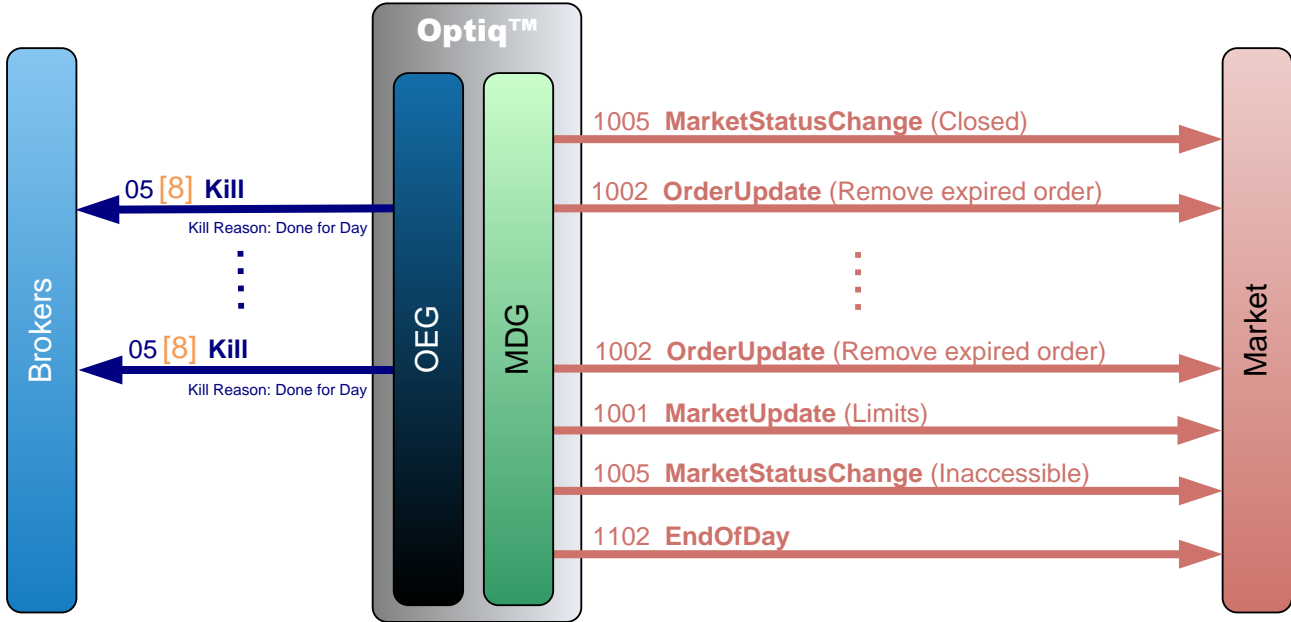 Optiq™
1005 MarketStatusChange (Closed)
05 [8] Kill
1002 OrderUpdate (Remove expired order)
Kill Reason: Done for Day
Brokers
OEG
MDG
Market
05 [8] Kill
1002 OrderUpdate (Remove expired order)
Kill Reason: Done for Day
1001 MarketUpdate (Limits)
1005 MarketStatusChange (Inaccessible)
1102 EndOfDay